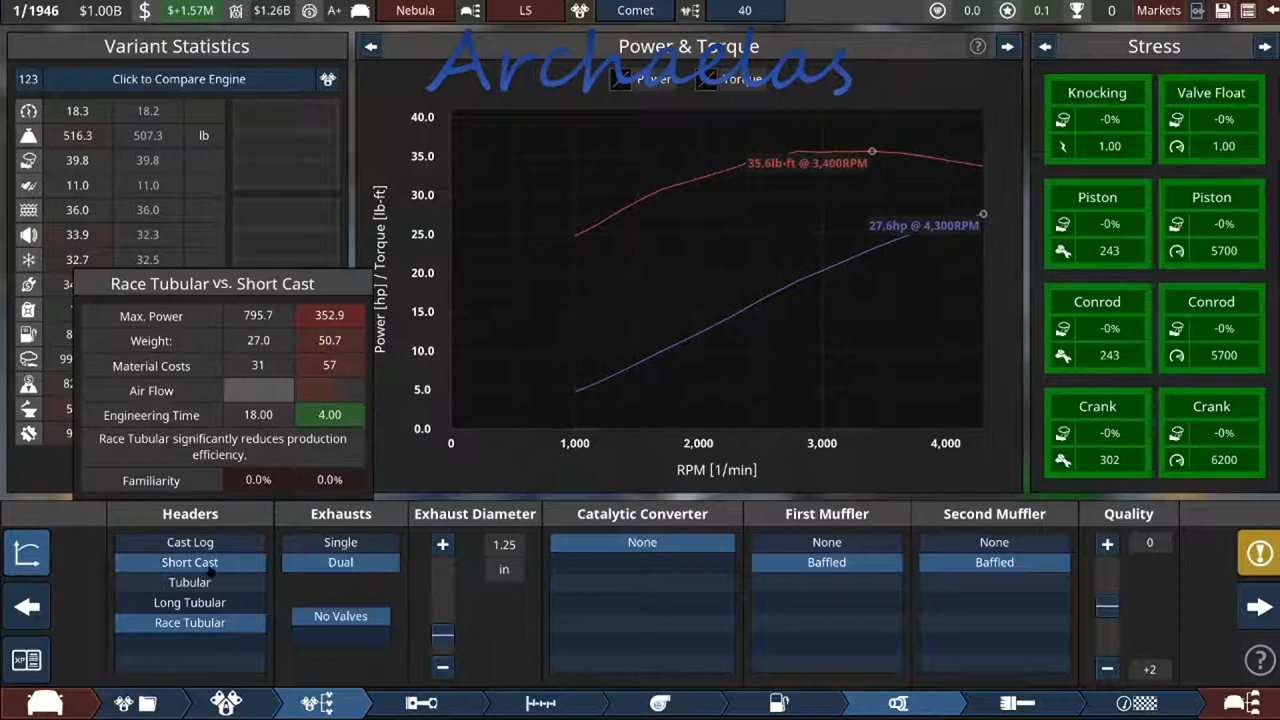 1/1946 $1.00B $+1.57M $1.26B A+ Nebula LS Comet 40 0.0 0.1 0 Markets
Variant Statistics
123 Click to Compare Engine
18.3 18.2
516.3 507.3 lb
39.8 39.8
11.0 11.0
36.0 36.0
33.9 32.3
32.7 32.5
Race Tubular vs. Short Cast
Max. Power 795.7 352.9
Weight: 27.0 50.7
Material Costs 31 57
Air Flow
Engineering Time 18.00 4.00
Race Tubular significantly reduces production
efficiency.
Familiarity 0.0% 0.0%
Power & Torque
Archaelas
Power Torque
Power [hp] / Torque [lb-ft]
40.0
35.0
30.0
25.0
20.0
15.0
10.0
5.0
0.0
35.6lb-ft @ 3,400RPM
27.6hp @ 4,300RPM
0 1,000 2,000 3,000 4,000
RPM [1/min]
Stress
Knocking Valve Float
-0% -0%
1.00 1.00
Piston Piston
-0% -0%
243 5700
Conrod Conrod
-0% -0%
243 5700
Crank Crank
-0% -0%
302 6200
Headers Exhausts Exhaust Diameter Catalytic Converter First Muffler Second Muffler Quality
Cast Log
Short Cast
Tubular
Long Tubular
Race Tubular
Single
Dual
No Valves
+ 1.25
in
-
None
None
Baffled
None
Baffled
+ 0
- +2
XP